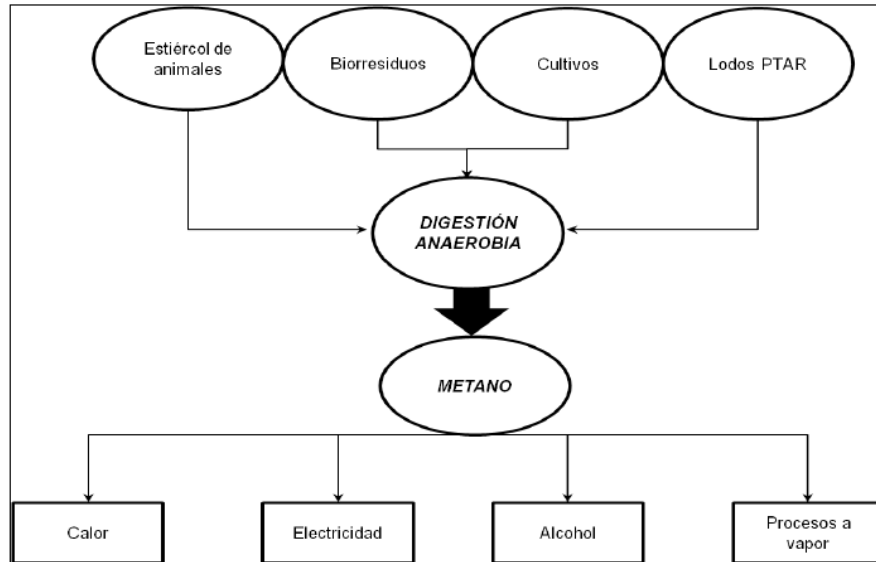 Estiércol de
animales
Biorresiduos
Cultivos
Lodos PTAR
DIGESTIÓN
ANAEROBIA
METANO
Calor
Electricidad
Alcohol
Procesos a
vapor